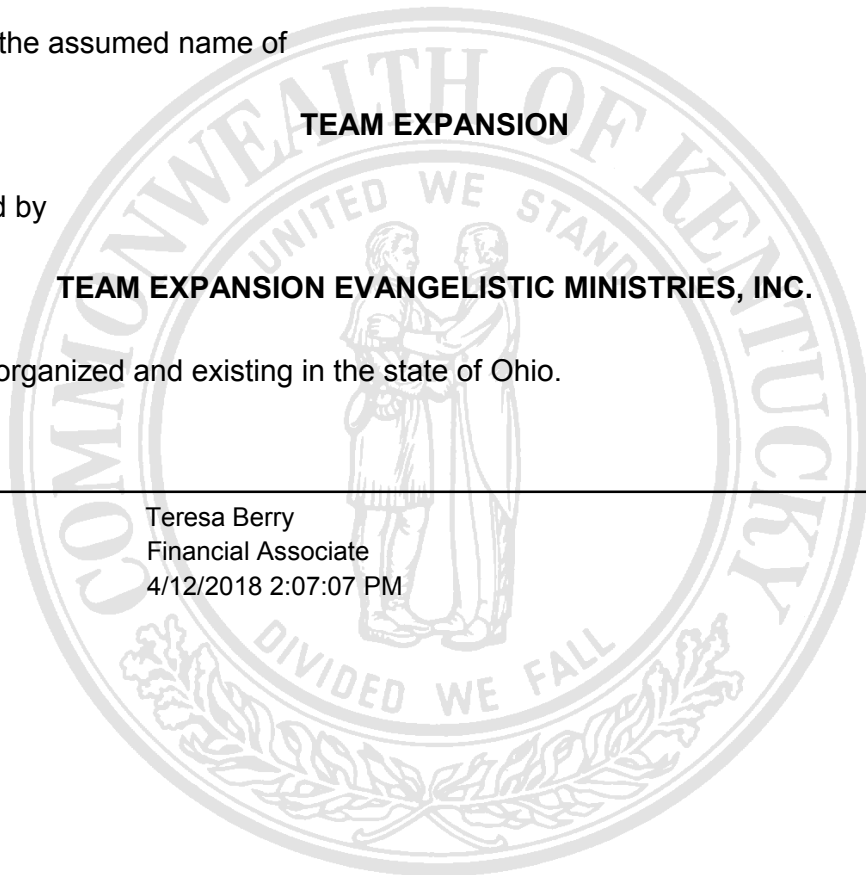 the assumed name of
TEAM EXPANSION
d by
TEAM EXPANSION EVANGELISTIC MINISTRIES, INC.
organized and existing in the state of Ohio.
Teresa Berry
Financial Associate
4/12/2018 2:07:07 PM
COMMONWEALTH OF KENTUCKY
UNITED WE STAND
DIVIDED WE FALL